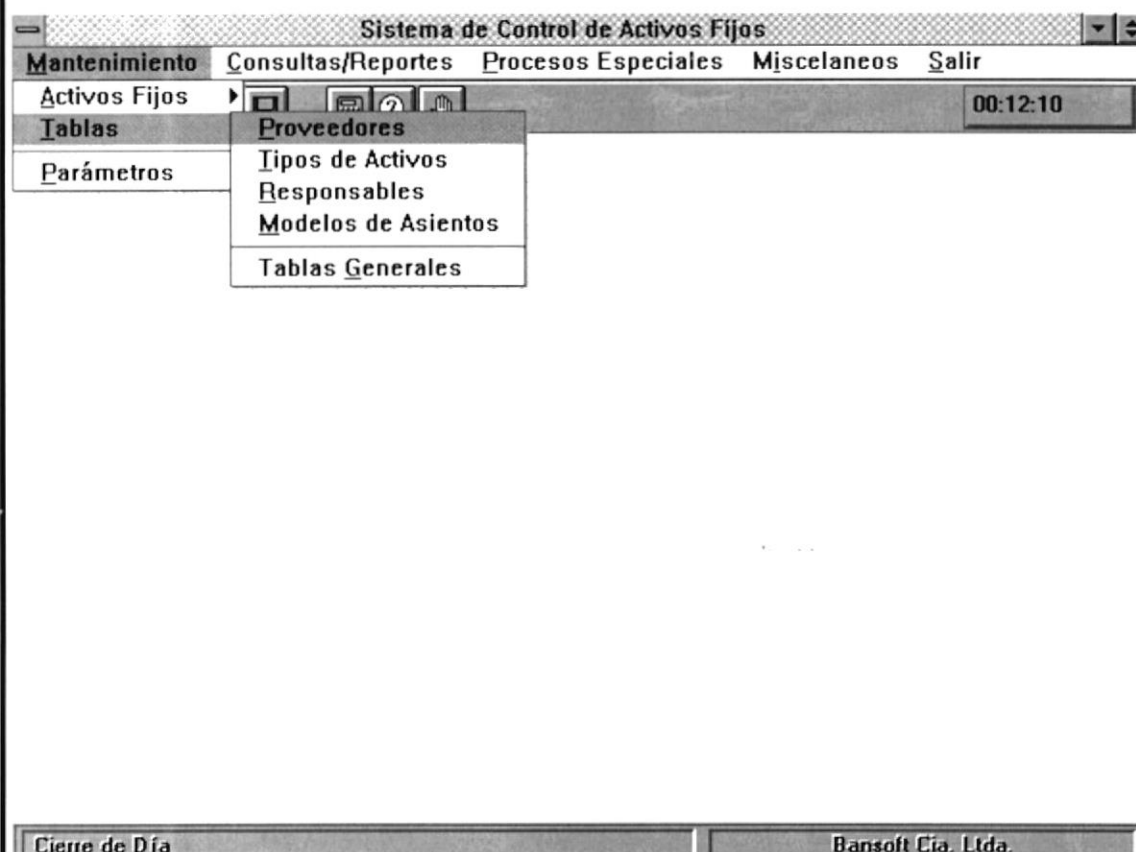 Sistema de Control de Activos Fijos
Mantenimiento Consultas/Reportes Procesos Especiales Miscelaneos Salir
Activos Fijos
00:12:10
Tablas
Proveedores
Tipos de Activos
Parámetros
Responsables
Modelos de Asientos
Tablas Generales
Cierre de Día
Bansoft Cia. Ltda.